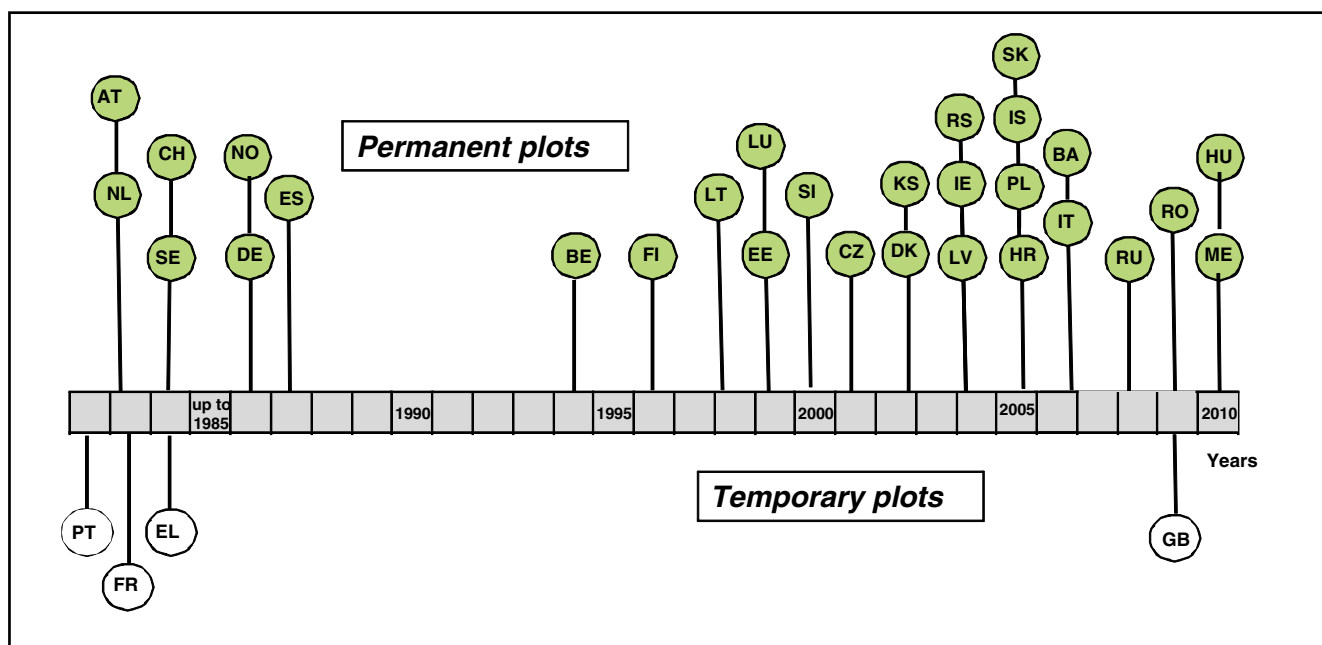 SK
AT
IS
RS
LU
CH
NO
Permanent plots
BA
HU
NL
ES
LT
SI
KS
IE
PL
RO
IT
SE
DE
BE
FI
EE
CZ
DK
LV
HR
RU
ME
up to
1985
1990
1995
2000
2005
2010
Years
Temporary plots
PT
EL
GB
FR